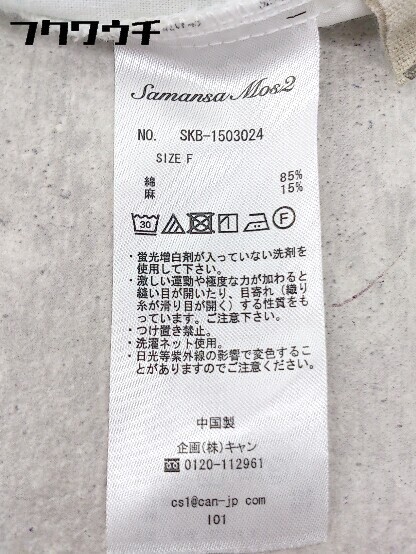 フクワウチ
Samansa Mos2
NO. SKB-1503024
SIZE F
綿 85%
麻 15%
30 F
・蛍光増白剤が入っていない洗剤を
使用して下さい。
・激しい運動や極度な力が加わると
縫い目が開いたり、目寄れ（織り
糸が滑り目が開く）する性質をも
っています。ご注意下さい。
・つけ置き禁止。
・洗濯ネット使用。
・日光等紫外線の影響で変色するこ
とがありますのでご注意下さい。
中国製
企画(株)キャン
0120-112961
cs1@can-jp com
I01